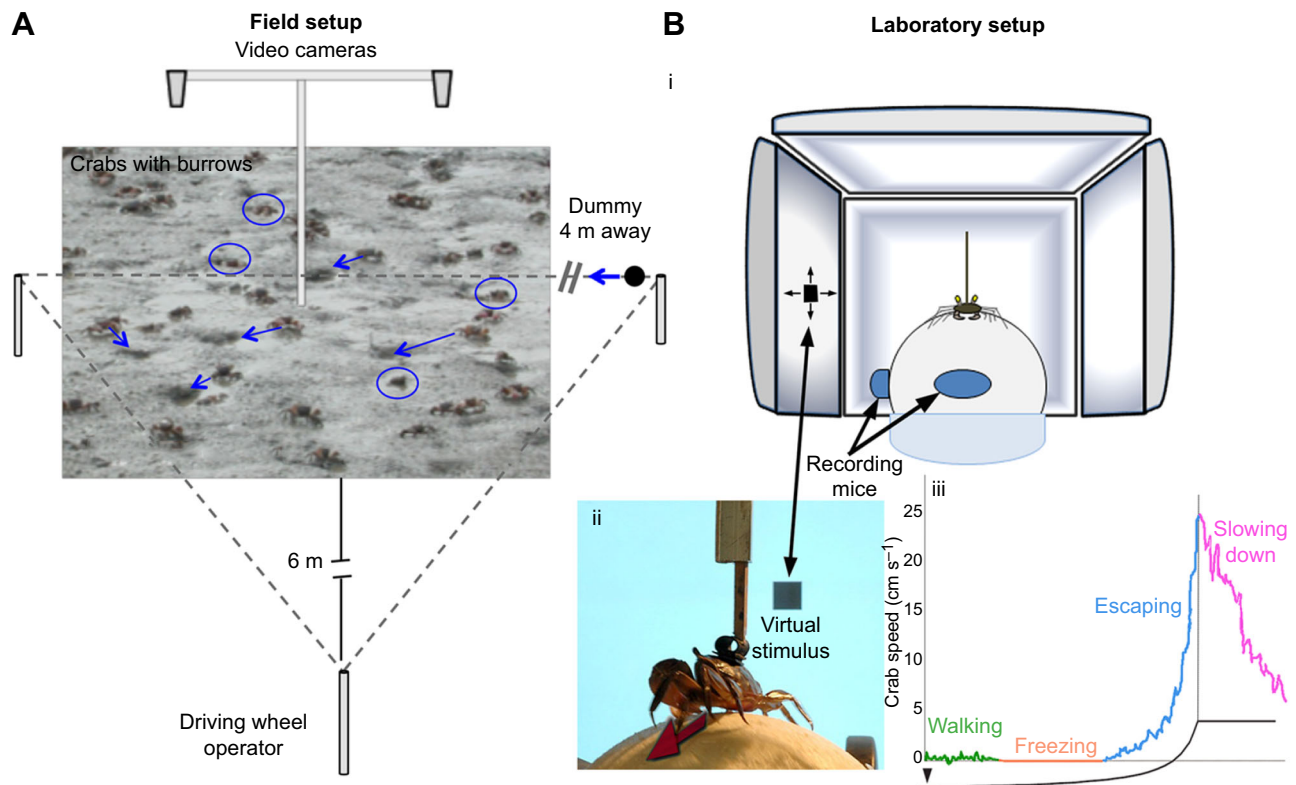 A
Field setup
Video cameras
Crabs with burrows
Dummy
4 m away
6 m
Driving wheel
operator
B
Laboratory setup
i
Recording
mice
ii
Virtual
stimulus
iii
Crab speed (cm s−1)
25
20
15
10
5
0
Walking
Freezing
Escaping
Slowing
down